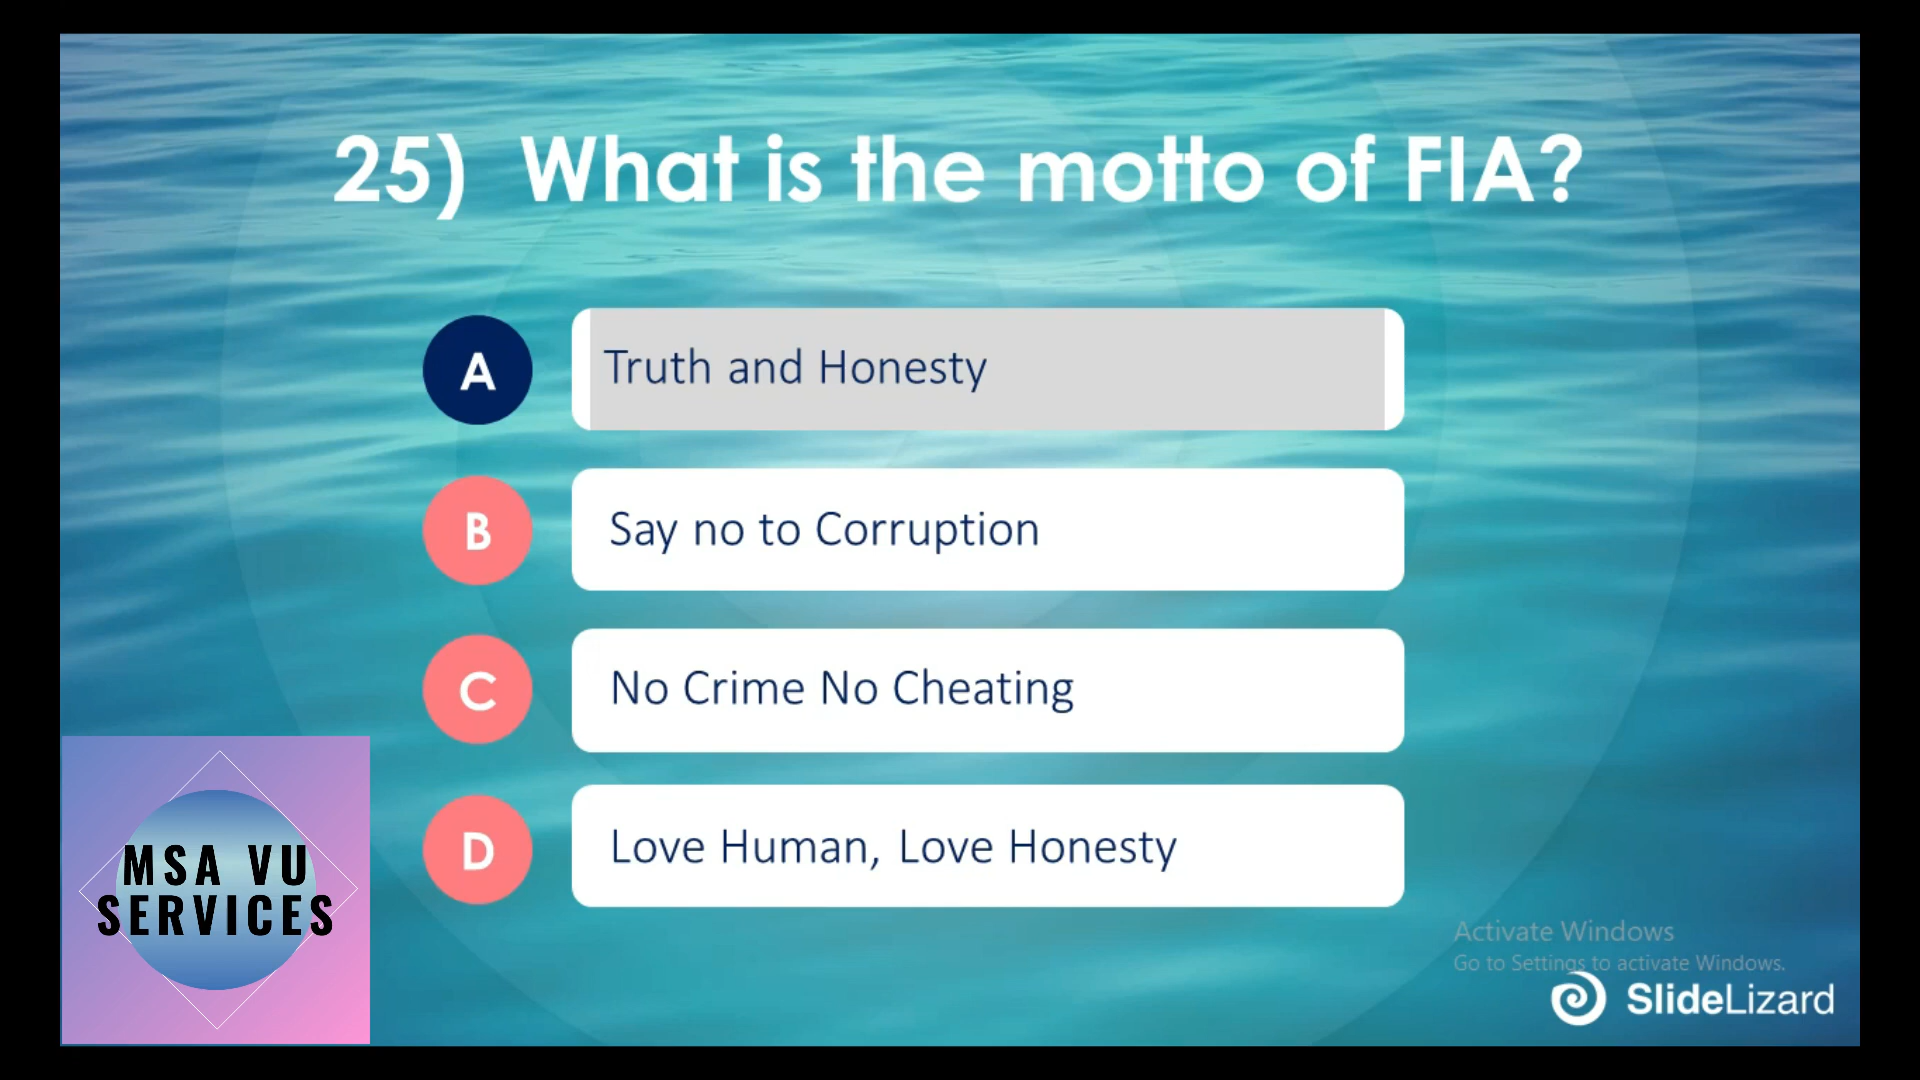 25) What is the motto of FIA?
A Truth and Honesty
B Say no to Corruption
C No Crime No Cheating
D Love Human, Love Honesty
MSA VU
SERVICES
Activate Windows
Go to Settings to activate Windows.
SlideLizard